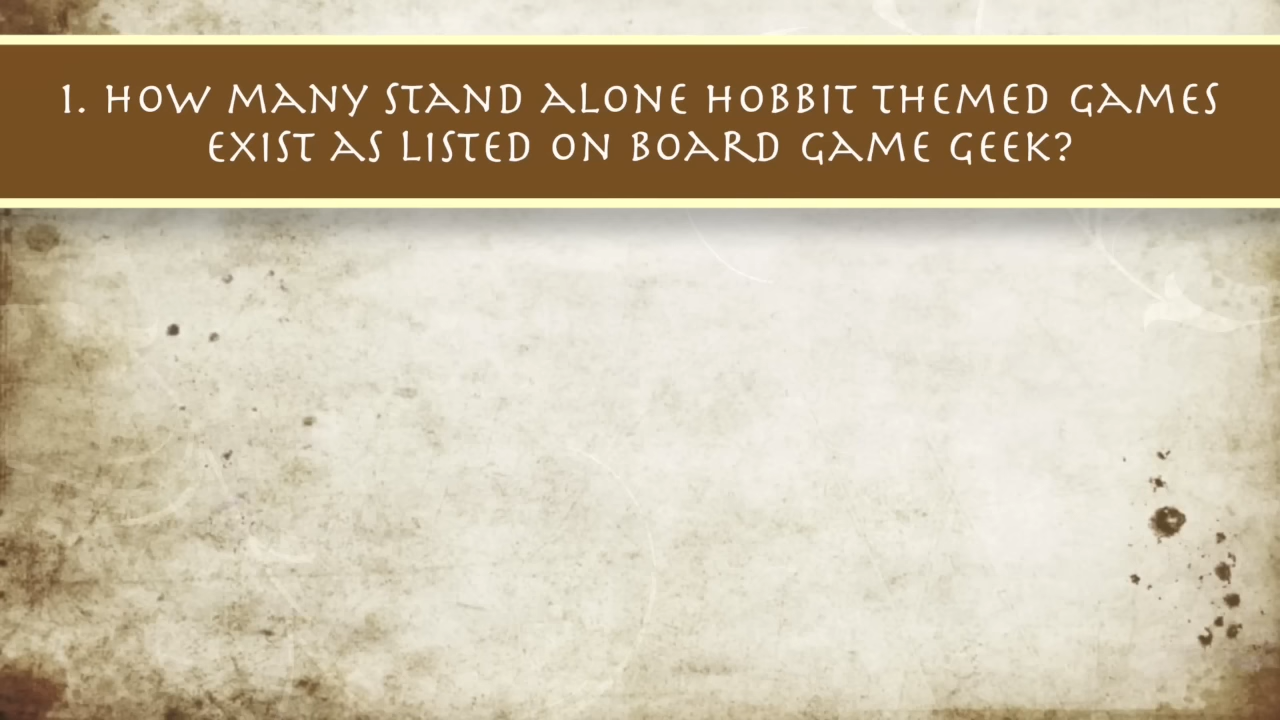 1. HOW MANY STAND ALONE HOBBIT THEMED GAMES
EXIST AS LISTED ON BOARD GAME GEEK?